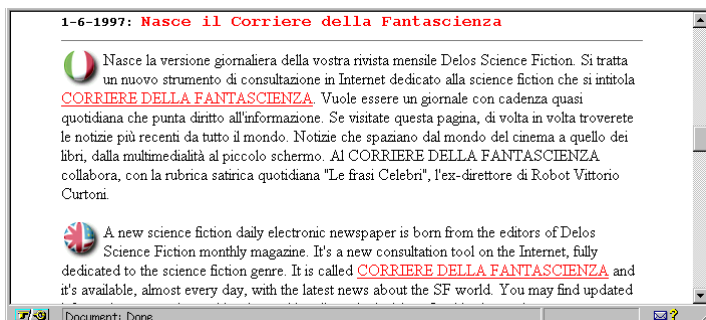 1-6-1997: Nasce il Corriere della Fantascienza
Nasce la versione giornaliera della vostra rivista mensile Delos Science Fiction. Si tratta
un nuovo strumento di consultazione in Internet dedicato alla science fiction che si intitola
CORRIERE DELLA FANTASCIENZA. Vuole essere un giornale con cadenza quasi
quotidiana che punta diritto all'informazione. Se visitate questa pagina, di volta in volta troverete
le notizie più recenti da tutto il mondo. Notizie che spaziano dal mondo del cinema a quello dei
libri, dalla multimedialità al piccolo schermo. Al CORRIERE DELLA FANTASCIENZA
collabora, con la rubrica satirica quotidiana "Le frasi Celebri", l'ex-direttore di Robot Vittorio
Curtoni.
A new science fiction daily electronic newspaper is born from the editors of Delos
Science Fiction monthly magazine. It's a new consultation tool on the Internet, fully
dedicated to the science fiction genre. It is called CORRIERE DELLA FANTASCIENZA and
it's available, almost every day, with the latest news about the SF world. You may find updated
Document: Done